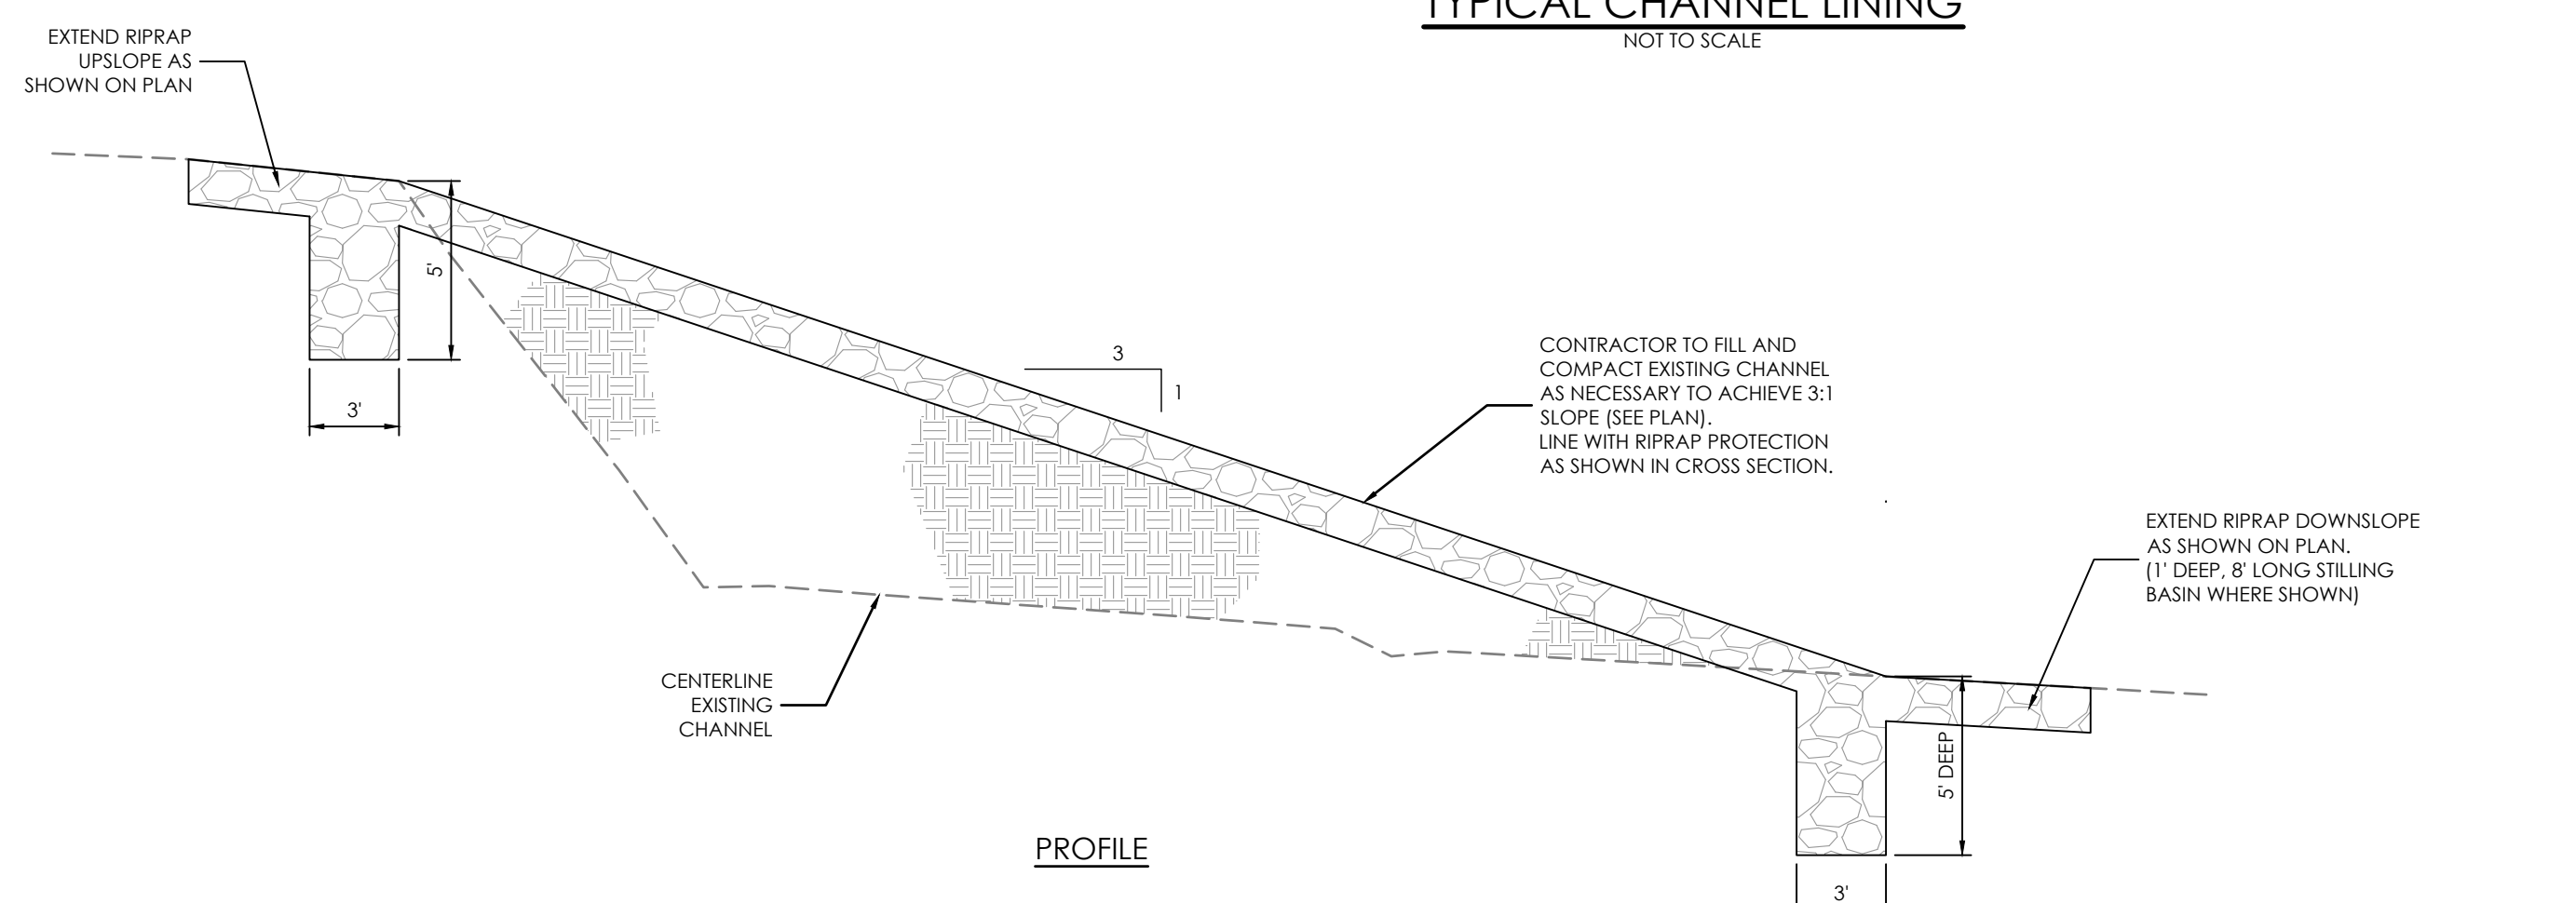 TYPICAL CHANNEL LINING
NOT TO SCALE
EXTEND RIPRAP
UPSLOPE AS
SHOWN ON PLAN
5'
3'
3
1
CONTRACTOR TO FILL AND
COMPACT EXISTING CHANNEL
AS NECESSARY TO ACHIEVE 3:1
SLOPE (SEE PLAN).
LINE WITH RIPRAP PROTECTION
AS SHOWN IN CROSS SECTION.
EXTEND RIPRAP DOWNSLOPE
AS SHOWN ON PLAN.
(1' DEEP, 8' LONG STILLING
BASIN WHERE SHOWN)
CENTERLINE
EXISTING
CHANNEL
5' DEEP
3'
PROFILE